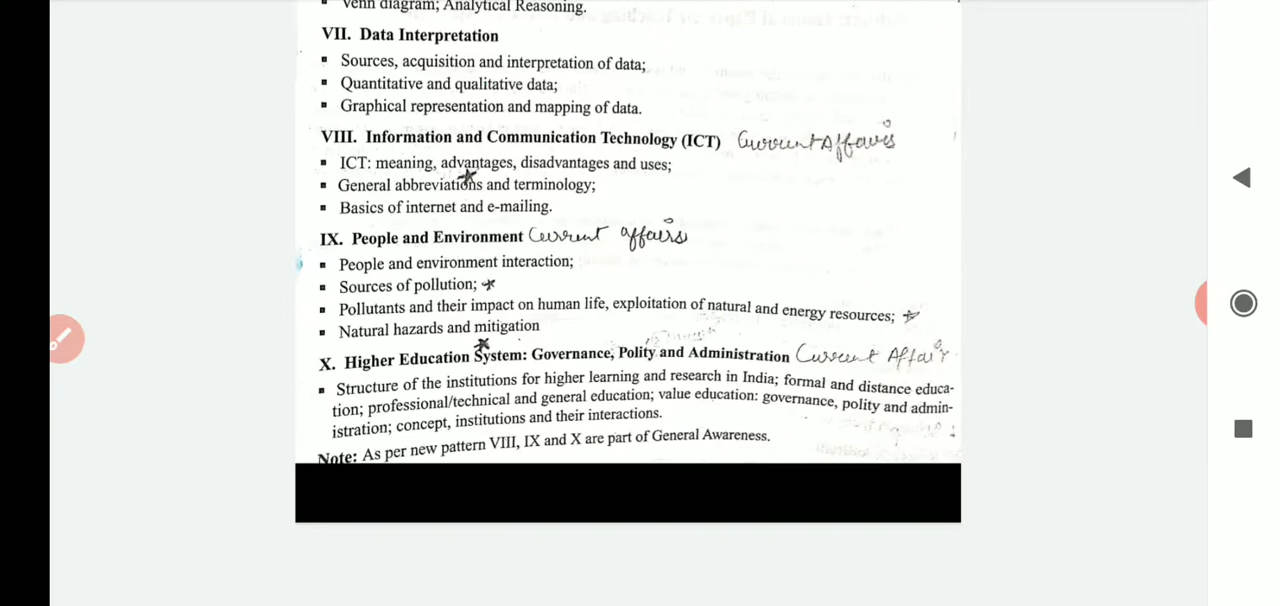 ▪ Venn diagram; Analytical Reasoning.
VII. Data Interpretation
▪ Sources, acquisition and interpretation of data;
▪ Quantitative and qualitative data;
▪ Graphical representation and mapping of data.
VIII. Information and Communication Technology (ICT) Current Affairs
▪ ICT: meaning, advantages, disadvantages and uses;
▪ General abbreviations and terminology;
▪ Basics of internet and e-mailing.
IX. People and Environment Current affairs
▪ People and environment interaction;
▪ Sources of pollution;
▪ Pollutants and their impact on human life, exploitation of natural and energy resources;
▪ Natural hazards and mitigation
X. Higher Education System: Governance, Polity and Administration Current Affair
▪ Structure of the institutions for higher learning and research in India; formal and distance educa-
tion; professional/technical and general education; value education: governance, polity and admin-
istration; concept, institutions and their interactions.
Note: As per new pattern VIII, IX and X are part of General Awareness.